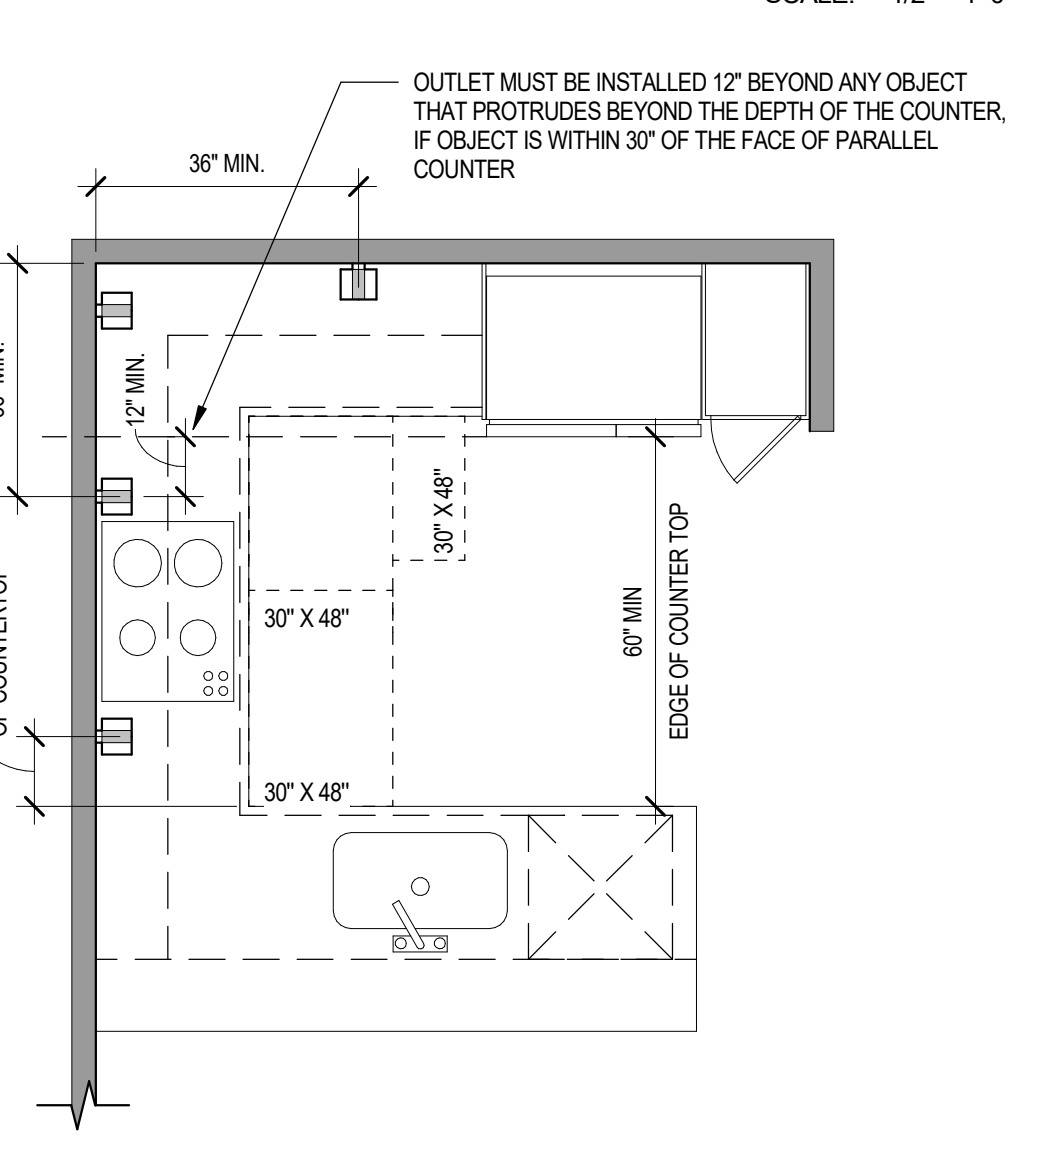 OUTLET MUST BE INSTALLED 12" BEYOND ANY OBJECT
THAT PROTRUDES BEYOND THE DEPTH OF THE COUNTER,
IF OBJECT IS WITHIN 30" OF THE FACE OF PARALLEL
COUNTER
36" MIN.
12" MIN.
30" X 48"
30" X 48"
60" MIN
EDGE OF COUNTER TOP
30" X 48"